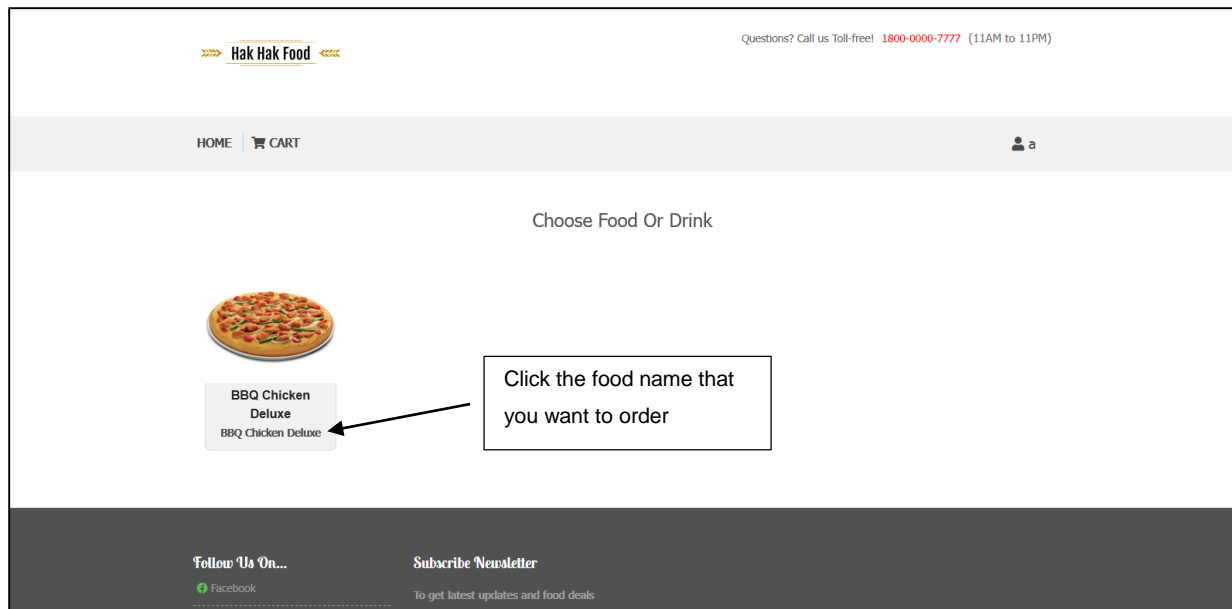 Hak Hak Food
Questions? Call us Toll-free! 1800-0000-7777 (11AM to 11PM)
HOME
CART
a
Choose Food Or Drink
BBQ Chicken
Deluxe
BBQ Chicken Deluxe
Click the food name that
you want to order
Follow Us On...
Facebook
Subscribe Newsletter
To get latest updates and food deals